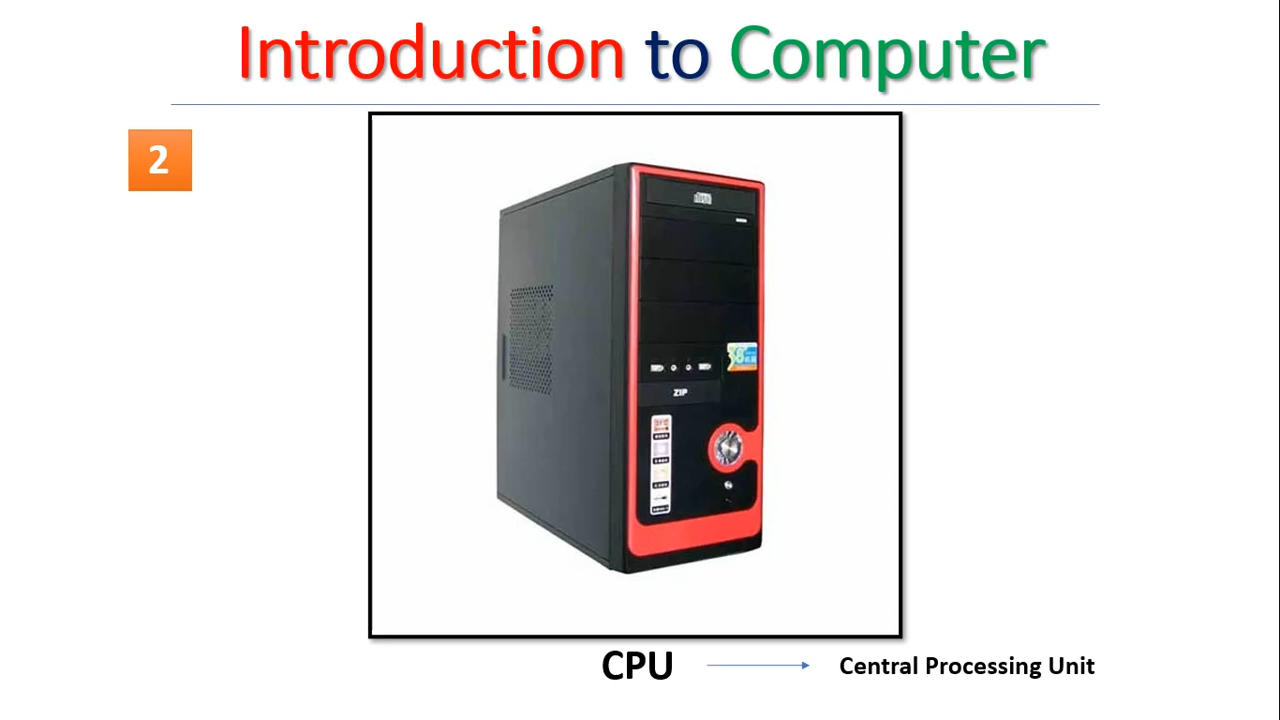 Introduction to Computer
2
ZIP
CPU
Central Processing Unit